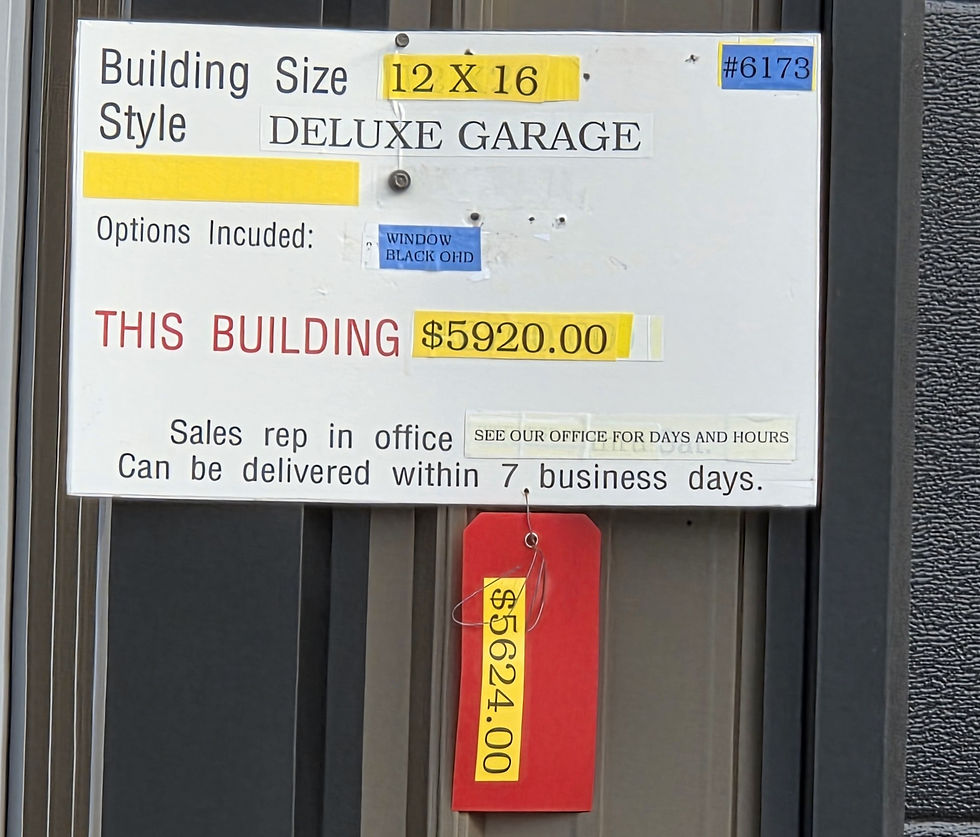 Building Size 12 X 16
#6173
Style DELUXE GARAGE
Options Incuded: WINDOW
BLACK OHD
THIS BUILDING $5920.00
Sales rep in office SEE OUR OFFICE FOR DAYS AND HOURS
Can be delivered within 7 business days.
$5624.00